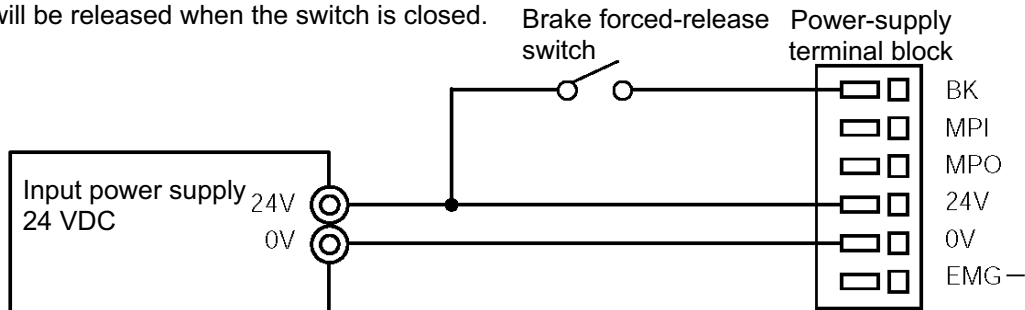 will be released when the switch is closed.
Brake forced-release
switch
Power-supply
terminal block
BK
MPI
MPO
Input power supply
24 VDC
24V
0V
24V
0V
EMG−